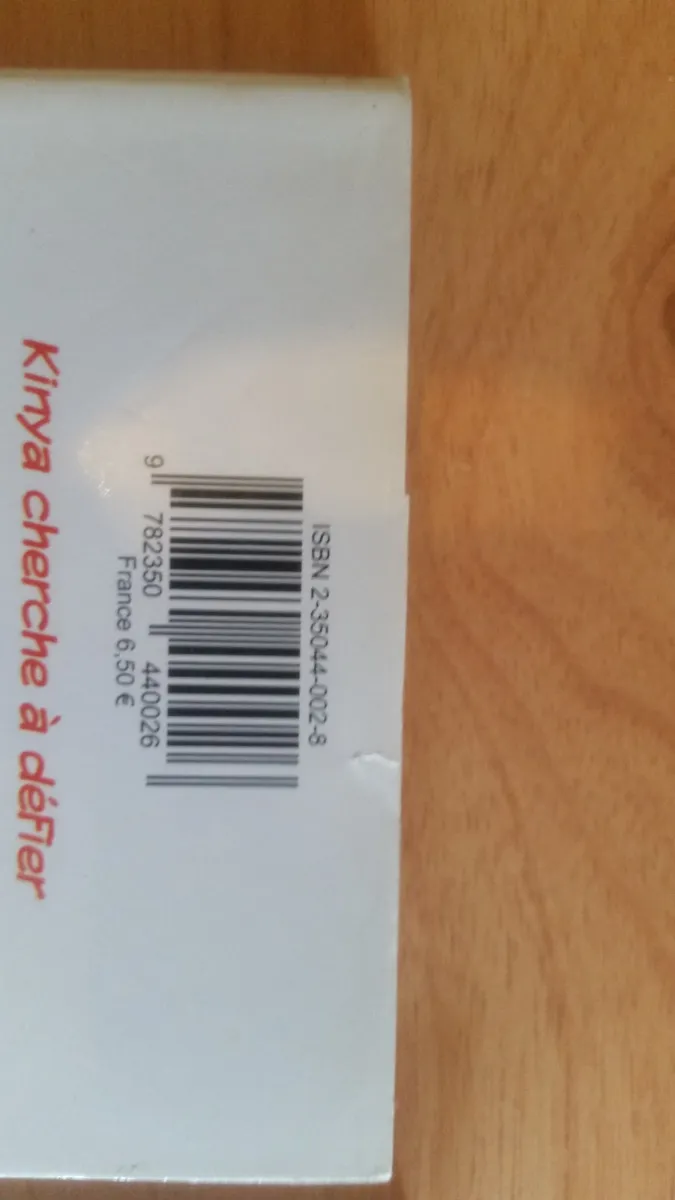 ISBN 2-35044-002-8
9 782350 440026
France 6,50 €
Kinya cherche à défier